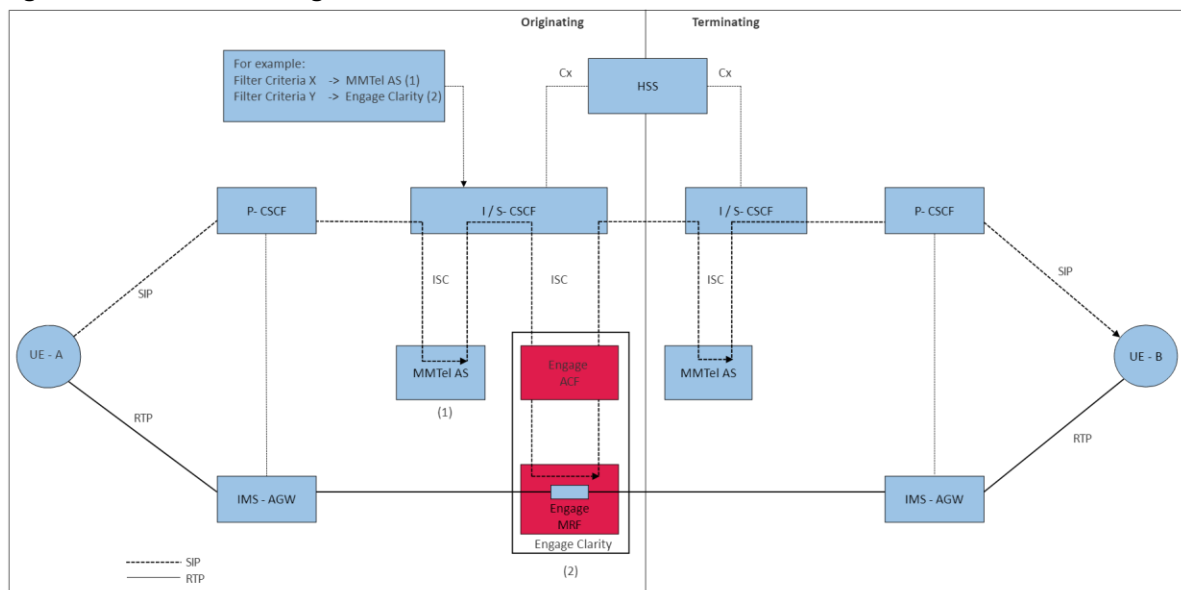 Originating
Terminating
For example:
Filter Criteria X -> MMTel AS (1)
Filter Criteria Y -> Engage Clarity (2)
Cx
Cx
HSS
P- CSCF
I / S- CSCF
I / S- CSCF
P- CSCF
SIP
ISC
ISC
ISC
SIP
UE - A
MMTel AS
Engage
ACF
MMTel AS
UE - B
(1)
RTP
RTP
IMS - AGW
Engage
MRF
IMS - AGW
Engage Clarity
(2)
SIP
RTP